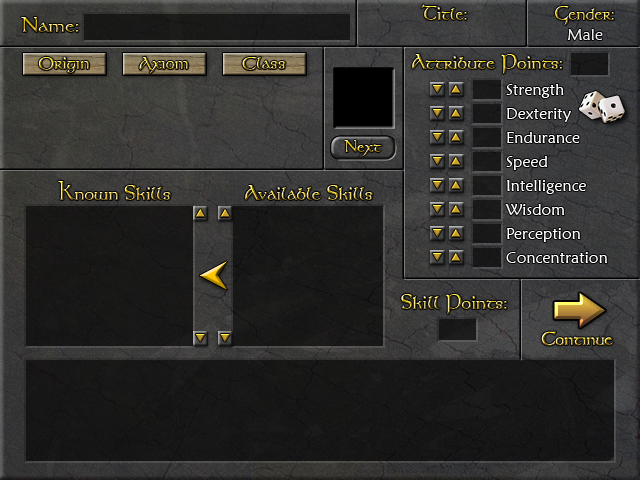 Name:
Title:
Gender:
Male
Origin
Axiom
Class
Next
Attribute Points:
Strength
Dexterity
Endurance
Speed
Intelligence
Wisdom
Perception
Concentration
Known Skills
Available Skills
Skill Points:
Continue